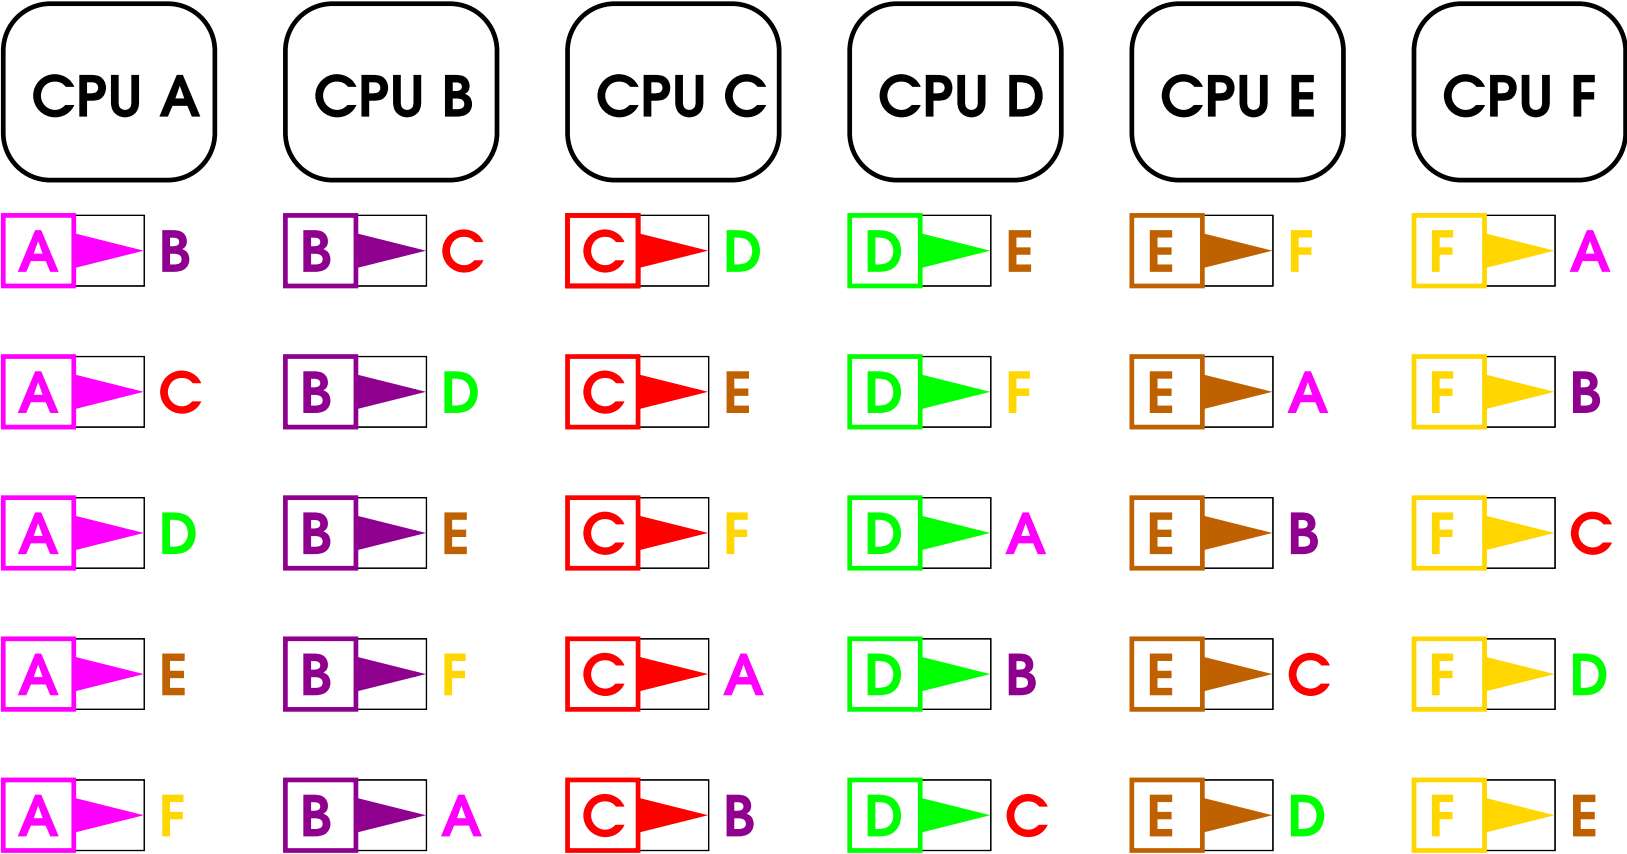 CPU A CPU B CPU C CPU D CPU E CPU F
A B B C C D D E E F F A
A C B D C E D F E A F B
A D B E C F D A E B F C
A E B F C A D B E C F D
A F B A C B D C E D F E